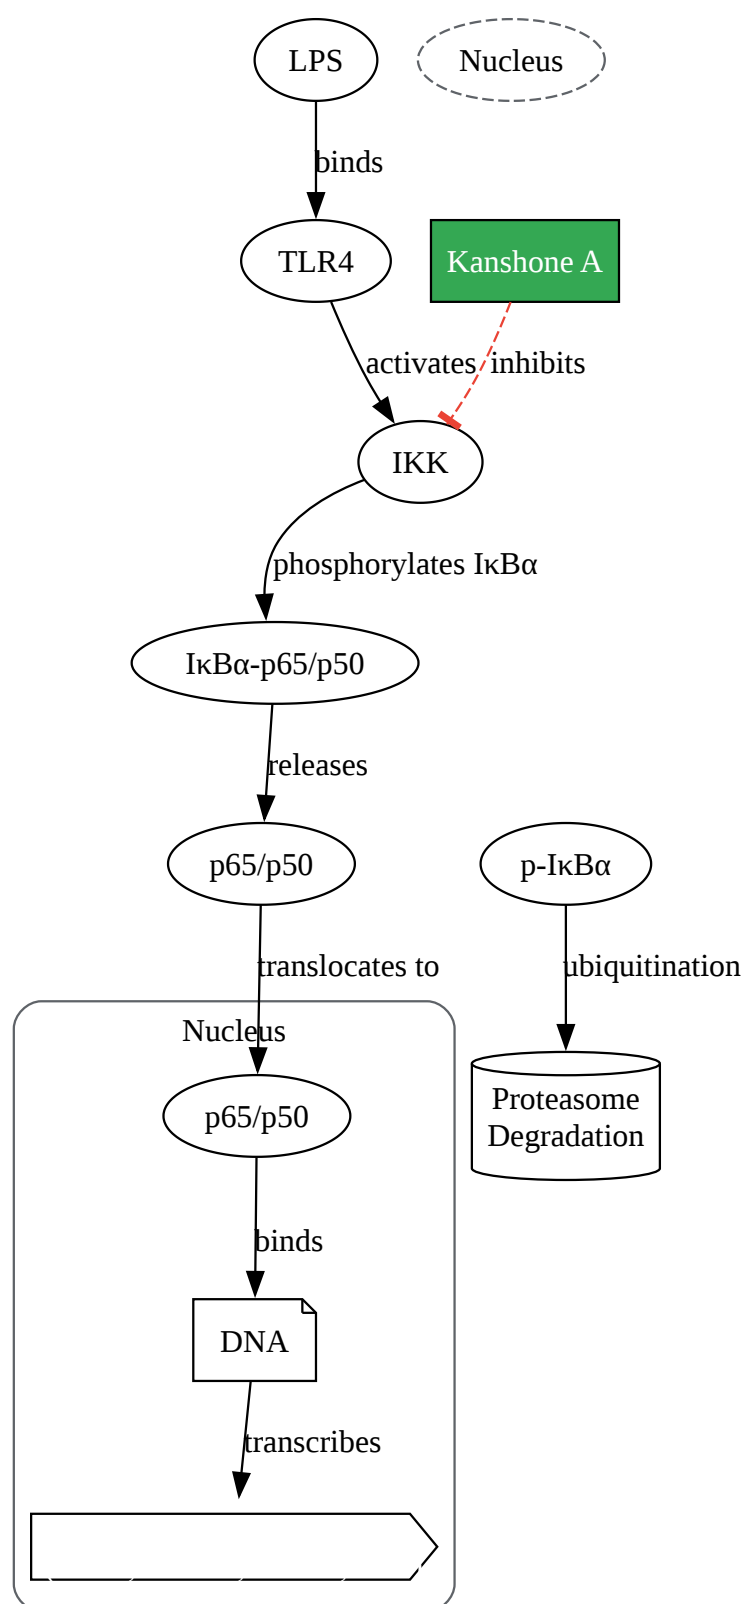 LPS
Nucleus
binds
TLR4
Kanshone A
activates
inhibits
IKK
phosphorylates IκBα
IκBα-p65/p50
releases
p65/p50
p-IκBα
translocates to
ubiquitination
Nucleus
p65/p50
Proteasome
Degradation
binds
DNA
transcribes